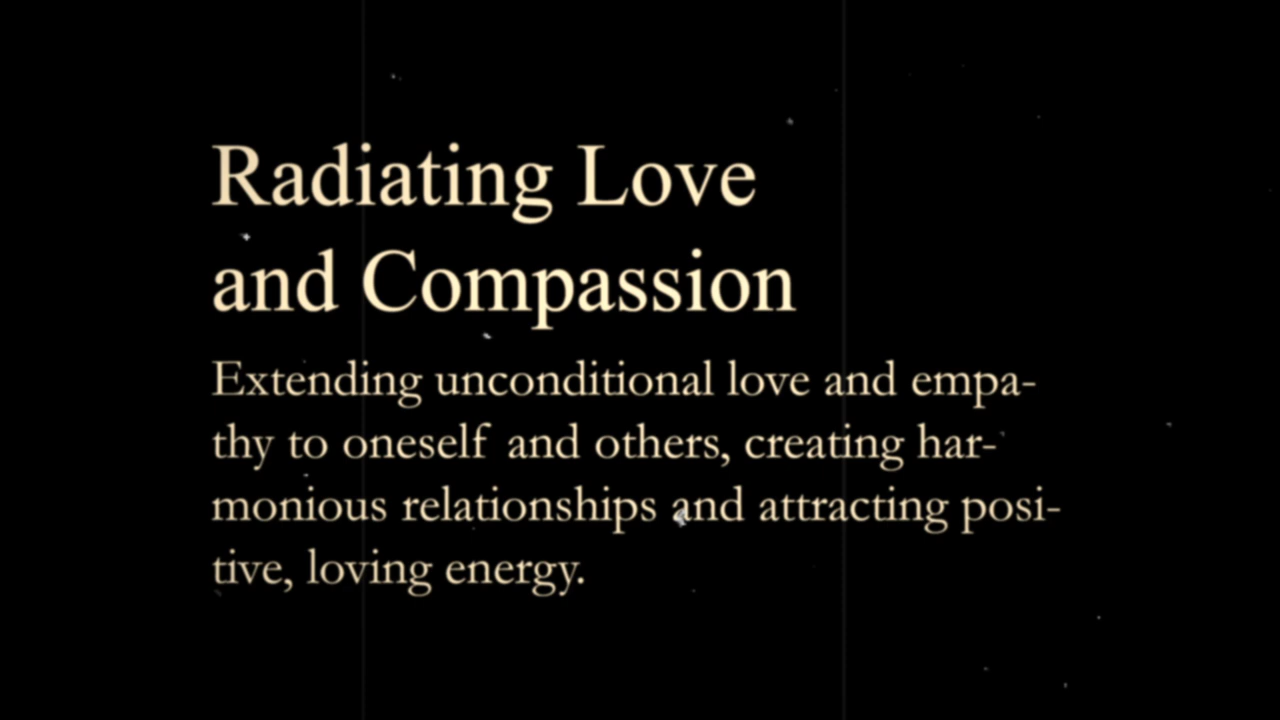 Radiating Love
and Compassion
Extending unconditional love and empa-
thy to oneself and others, creating har-
monious relationships and attracting posi-
tive, loving energy.